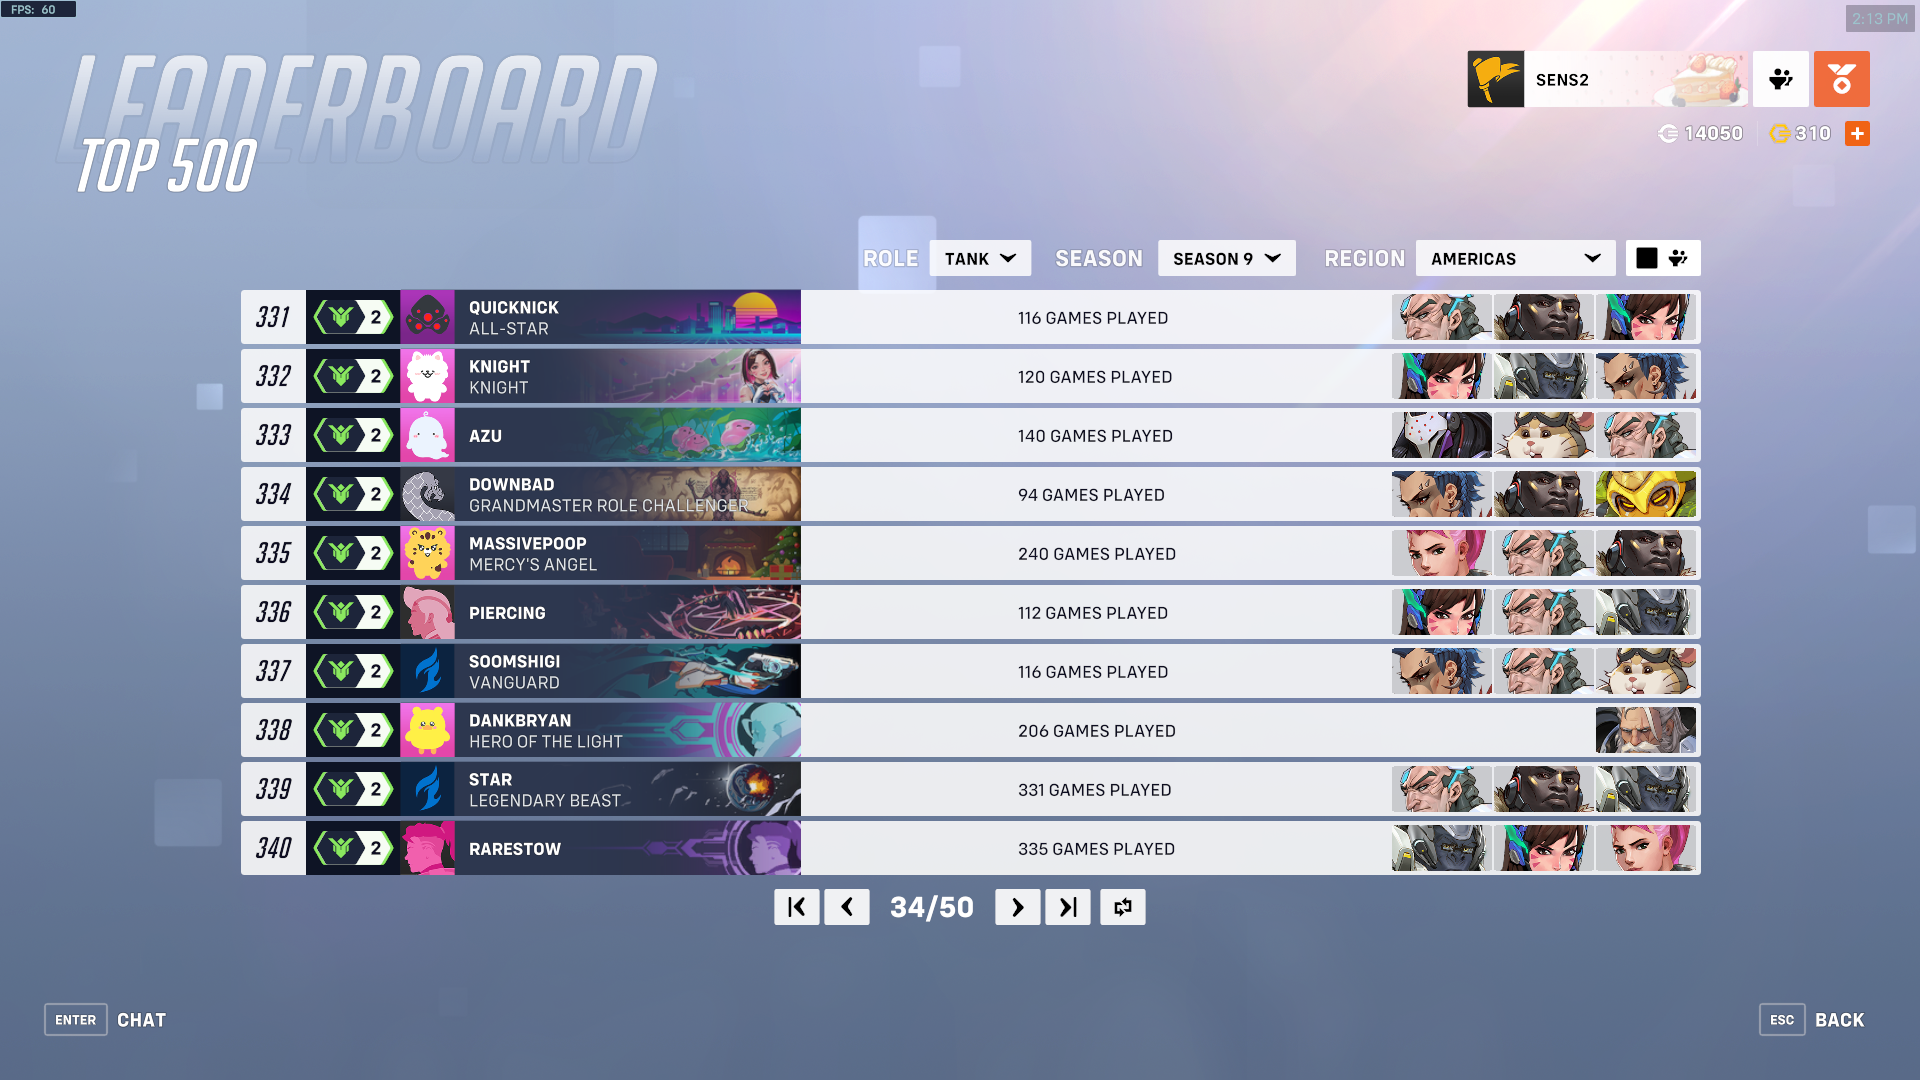 FPS: 60
2:13 PM
LEADERBOARD
TOP 500
SENS2
14050
310
ROLE TANK SEASON SEASON 9 REGION AMERICAS
331 2 QUICKNICK 116 GAMES PLAYED
ALL-STAR
332 2 KNIGHT 120 GAMES PLAYED
KNIGHT
333 2 AZU 140 GAMES PLAYED
334 2 DOWNBAD 94 GAMES PLAYED
GRANDMASTER ROLE CHALLENGER
335 2 MASSIVEPOOP 240 GAMES PLAYED
MERCY'S ANGEL
336 2 PIERCING 112 GAMES PLAYED
337 2 SOOMSHIGI 116 GAMES PLAYED
VANGUARD
338 2 DANKBRYAN 206 GAMES PLAYED
HERO OF THE LIGHT
339 2 STAR 331 GAMES PLAYED
LEGENDARY BEAST
340 2 RARESTOW 335 GAMES PLAYED
34/50
ENTER CHAT
ESC BACK